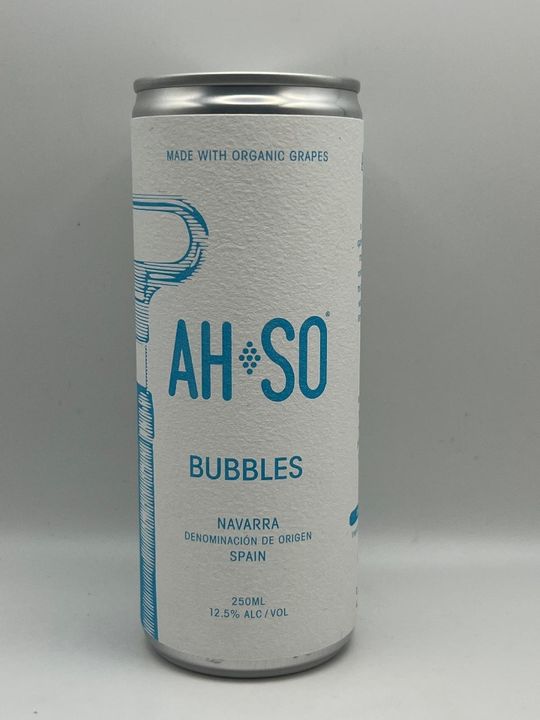 MADE WITH ORGANIC GRAPES
AH SO®
BUBBLES
NAVARRA
DENOMINACIÓN DE ORIGEN
SPAIN
250ML
12.5% ALC / VOL